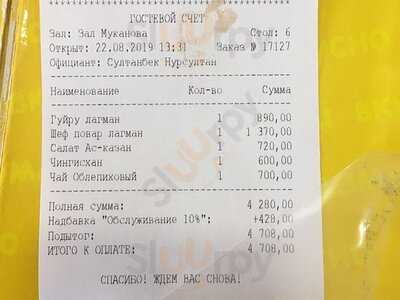 ГОСТЕВОЙ СЧЕТ
Зал: Зал Муканова Стол: 6
Открыт: 22.08.2019 13:31 Заказ № 17127
Официант: Султанбек Нурсултан
Наименование Кол-во Сумма
Гуйру лагман 1 890,00
Шеф повар лагман 1 1 370,00
Салат Ас-казан 1 720,00
Чингисхан 1 600,00
Чай Облепиховый 1 700,00
Полная сумма: 4 280,00
Надбавка "Обслуживание 10%": +428,00
Подытог: 4 708,00
ИТОГО К ОПЛАТЕ: 4 708,00
СПАСИБО! ЖДЕМ ВАС СНОВА!
sluurpy
sluurpy